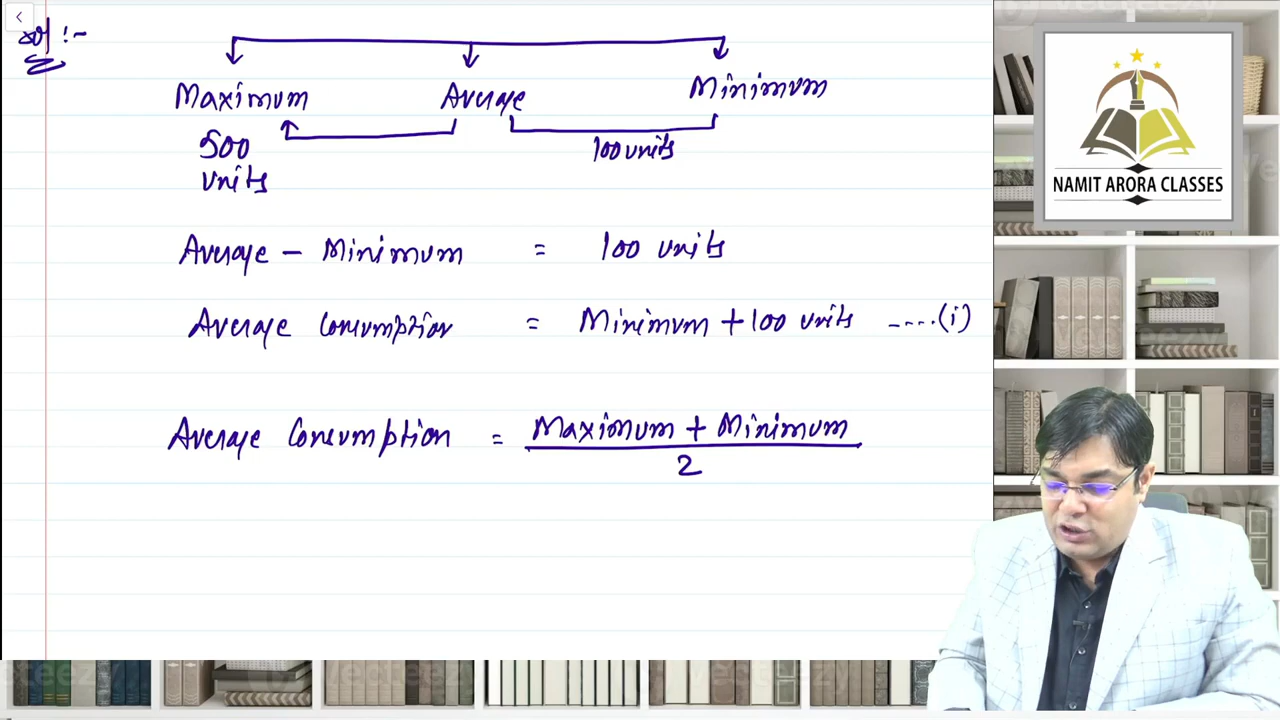 Sol :-
Maximum Average Minimum
500 units
100 units
Average - Minimum = 100 units
Average Consumption = Minimum + 100 units -....(i)
Average Consumption = Maximum + Minimum
2
NAMIT ARORA CLASSES